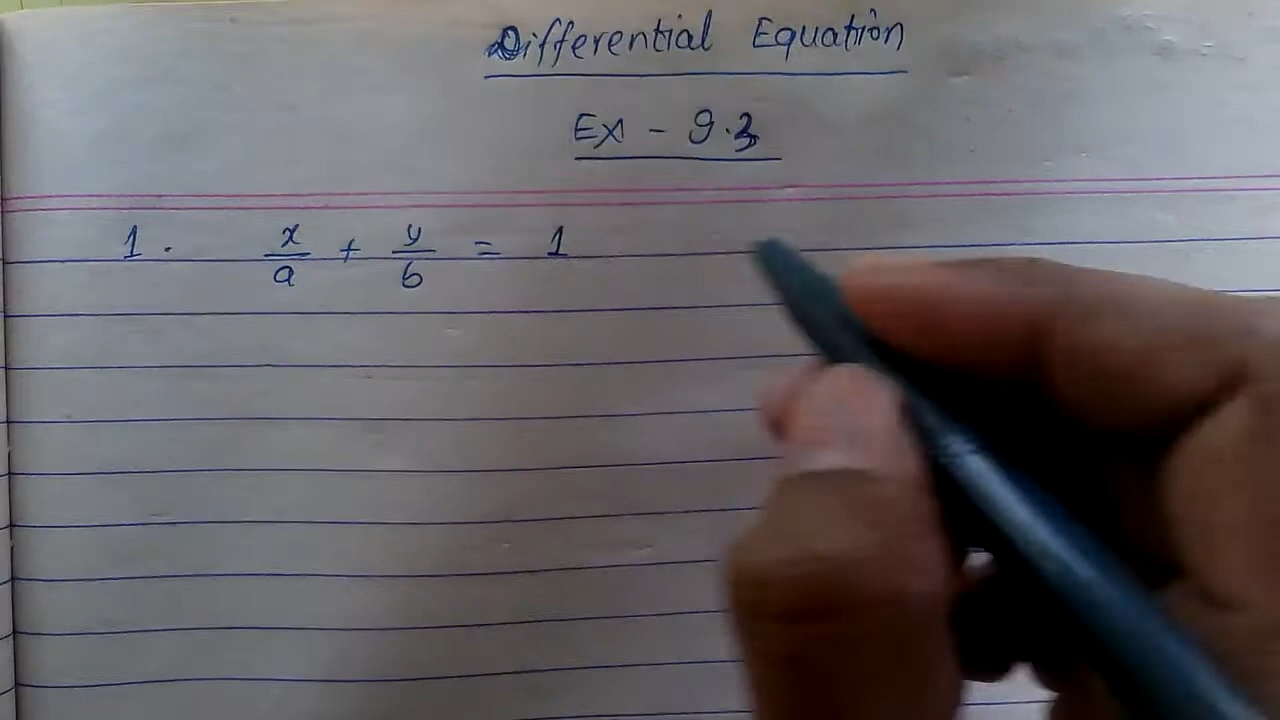 Differential Equation
Ex - 9.3
1. x/a + y/b = 1